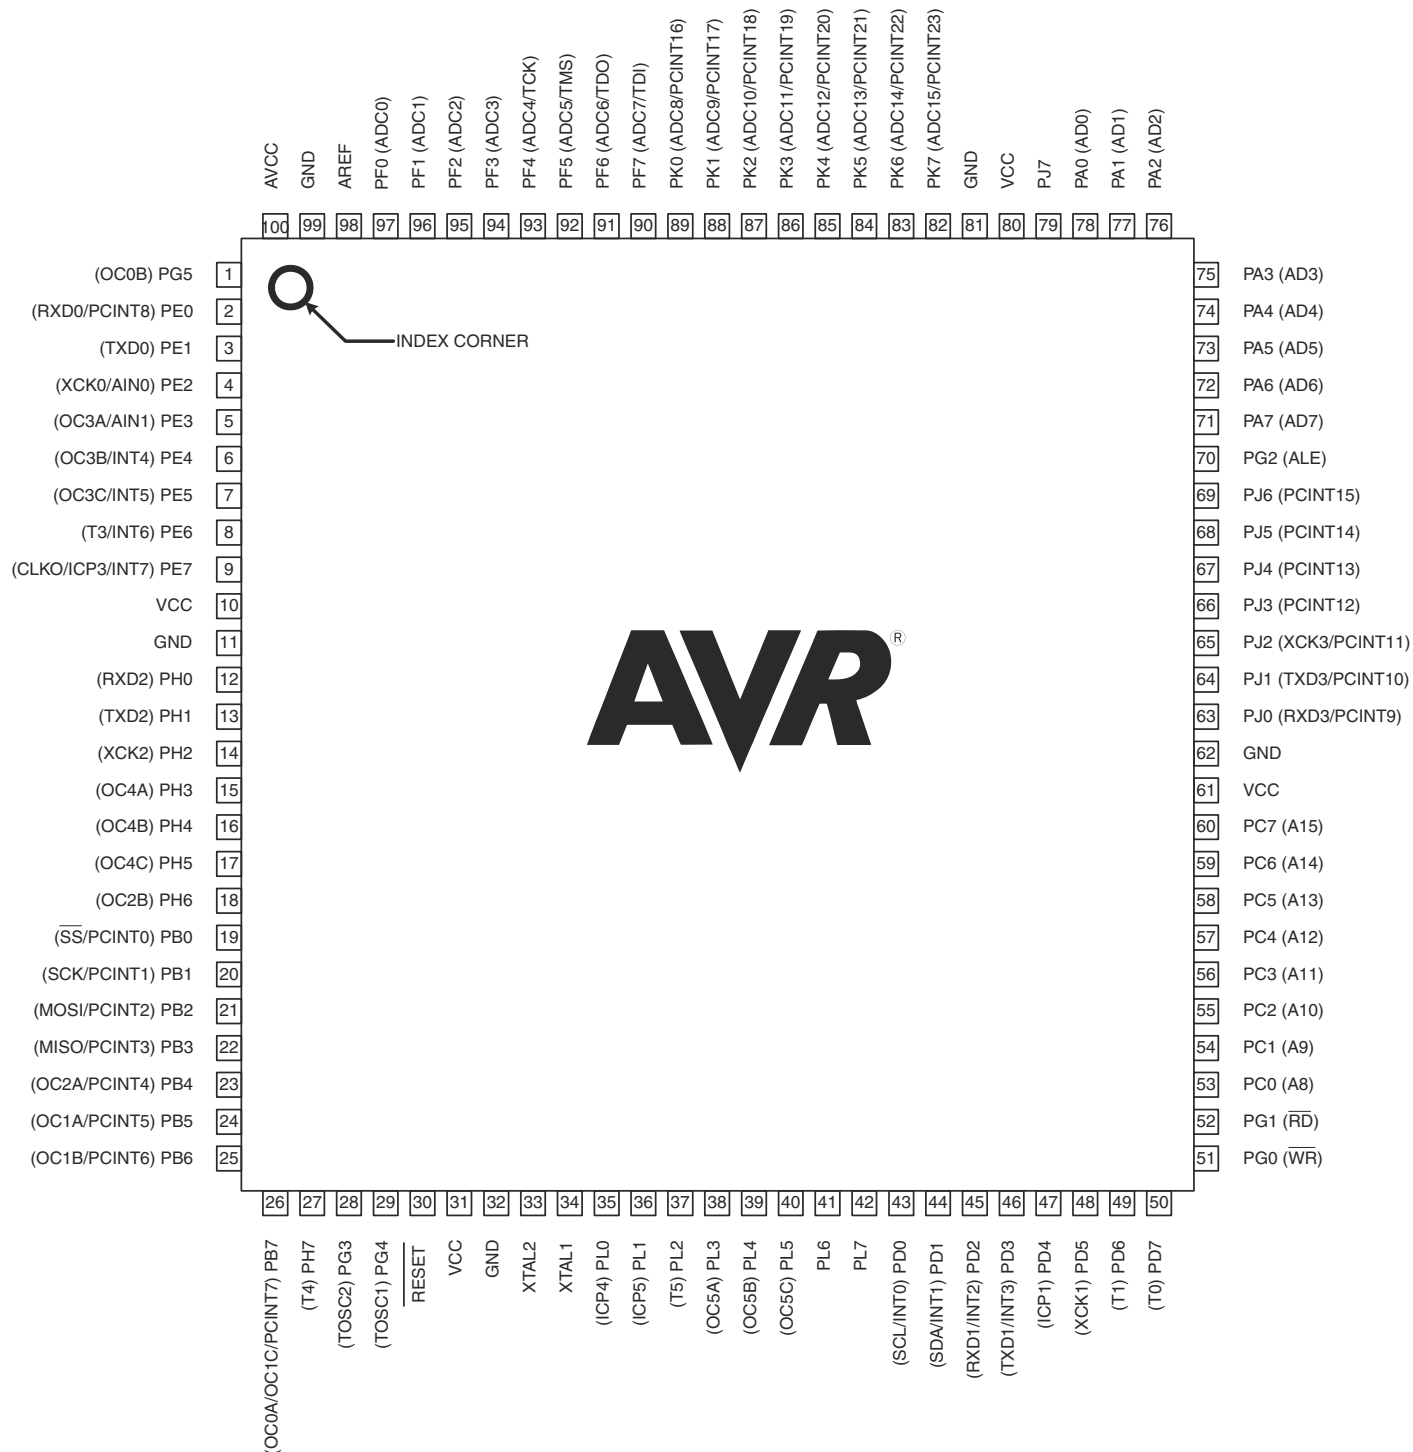 AVCC
GND
AREF
PF0 (ADC0)
PF1 (ADC1)
PF2 (ADC2)
PF3 (ADC3)
PF4 (ADC4/TCK)
PF5 (ADC5/TMS)
PF6 (ADC6/TDO)
PF7 (ADC7/TDI)
PK0 (ADC8/PCINT16)
PK1 (ADC9/PCINT17)
PK2 (ADC10/PCINT18)
PK3 (ADC11/PCINT19)
PK4 (ADC12/PCINT20)
PK5 (ADC13/PCINT21)
PK6 (ADC14/PCINT22)
PK7 (ADC15/PCINT23)
GND
VCC
PJ7
PA0 (AD0)
PA1 (AD1)
PA2 (AD2)
100 99 98 97 96 95 94 93 92 91 90 89 88 87 86 85 84 83 82 81 80 79 78 77 76
(OC0B) PG5 1
(RXD0/PCINT8) PE0 2
(TXD0) PE1 3
(XCK0/AIN0) PE2 4
(OC3A/AIN1) PE3 5
(OC3B/INT4) PE4 6
(OC3C/INT5) PE5 7
(T3/INT6) PE6 8
(CLKO/ICP3/INT7) PE7 9
VCC 10
GND 11
(RXD2) PH0 12
(TXD2) PH1 13
(XCK2) PH2 14
(OC4A) PH3 15
(OC4B) PH4 16
(OC4C) PH5 17
(OC2B) PH6 18
(SS/PCINT0) PB0 19
(SCK/PCINT1) PB1 20
(MOSI/PCINT2) PB2 21
(MISO/PCINT3) PB3 22
(OC2A/PCINT4) PB4 23
(OC1A/PCINT5) PB5 24
(OC1B/PCINT6) PB6 25
INDEX CORNER
AVR®
75 PA3 (AD3)
74 PA4 (AD4)
73 PA5 (AD5)
72 PA6 (AD6)
71 PA7 (AD7)
70 PG2 (ALE)
69 PJ6 (PCINT15)
68 PJ5 (PCINT14)
67 PJ4 (PCINT13)
66 PJ3 (PCINT12)
65 PJ2 (XCK3/PCINT11)
64 PJ1 (TXD3/PCINT10)
63 PJ0 (RXD3/PCINT9)
62 GND
61 VCC
60 PC7 (A15)
59 PC6 (A14)
58 PC5 (A13)
57 PC4 (A12)
56 PC3 (A11)
55 PC2 (A10)
54 PC1 (A9)
53 PC0 (A8)
52 PG1 (RD)
51 PG0 (WR)
26 27 28 29 30 31 32 33 34 35 36 37 38 39 40 41 42 43 44 45 46 47 48 49 50
(OC0A/OC1C/PCINT7) PB7
(T4) PH7
(TOSC2) PG3
(TOSC1) PG4
RESET
VCC
GND
XTAL2
XTAL1
(ICP4) PL0
(ICP5) PL1
(T5) PL2
(OC5A) PL3
(OC5B) PL4
(OC5C) PL5
PL6
PL7
(SCL/INT0) PD0
(SDA/INT1) PD1
(RXD1/INT2) PD2
(TXD1/INT3) PD3
(ICP1) PD4
(XCK1) PD5
(T1) PD6
(T0) PD7